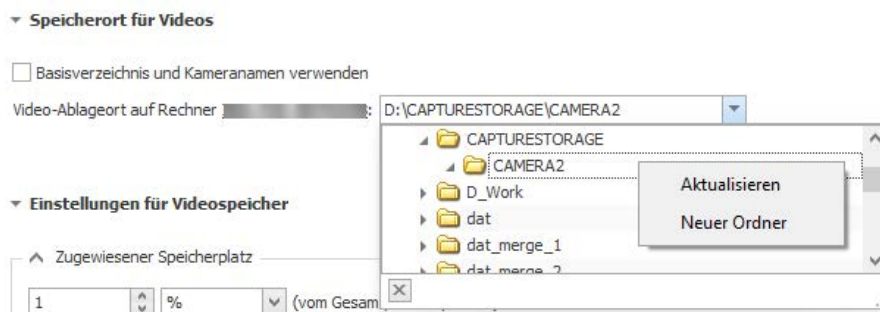 Speicherort für Videos
Basisverzeichnis und Kameranamen verwenden
Video-Ablageort auf Rechner : D:\CAPTURESTORAGE\CAMERA2
CAPTURESTORAGE
CAMERA2
Aktualisieren
D_Work
Einstellungen für Videospeicher
dat
Neuer Ordner
dat_merge_1
Zugewiesener Speicherplatz
dat_merge_2
1 % (vom Gesam